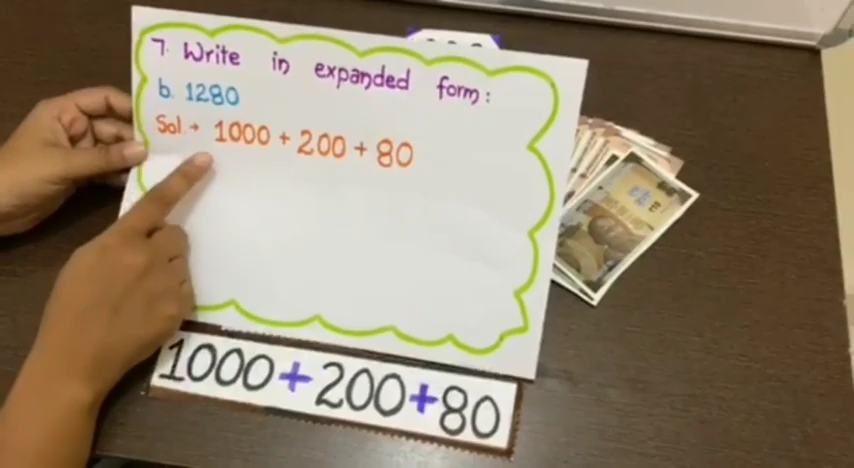 7. Write in expanded form:
b. 1280
Sol → 1000 + 200 + 80
1000+200+80